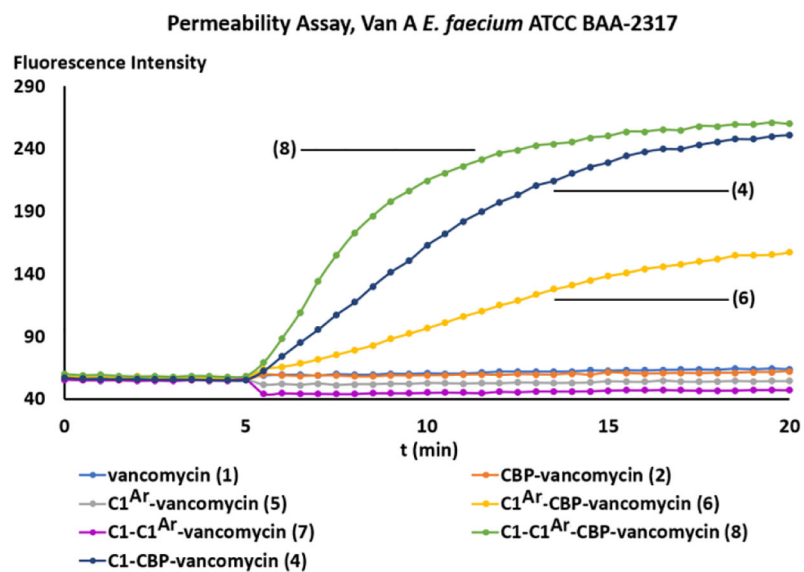 Permeability Assay, Van A E. faecium ATCC BAA-2317
Fluorescence Intensity
290
240
190
140
90
40
(8)
(4)
(6)
0
5
10
15
20
t (min)
vancomycin (1)
CBP-vancomycin (2)
C1Ar-vancomycin (5)
C1Ar-CBP-vancomycin (6)
C1-C1Ar-vancomycin (7)
C1-C1Ar-CBP-vancomycin (8)
C1-CBP-vancomycin (4)